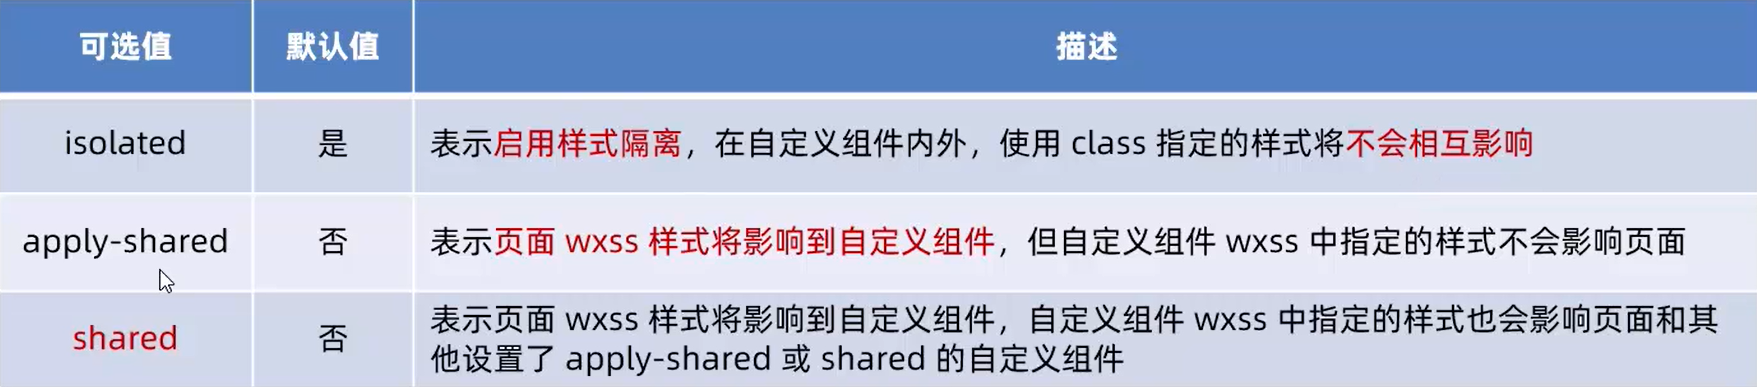 可选值 默认值 描述
isolated 是 表示启用样式隔离，在自定义组件内外，使用 class 指定的样式将不会相互影响
apply-shared 否 表示页面 wxss 样式将影响到自定义组件，但自定义组件 wxss 中指定的样式不会影响页面
shared 否 表示页面 wxss 样式将影响到自定义组件，自定义组件 wxss 中指定的样式也会影响页面和其
他设置了 apply-shared 或 shared 的自定义组件